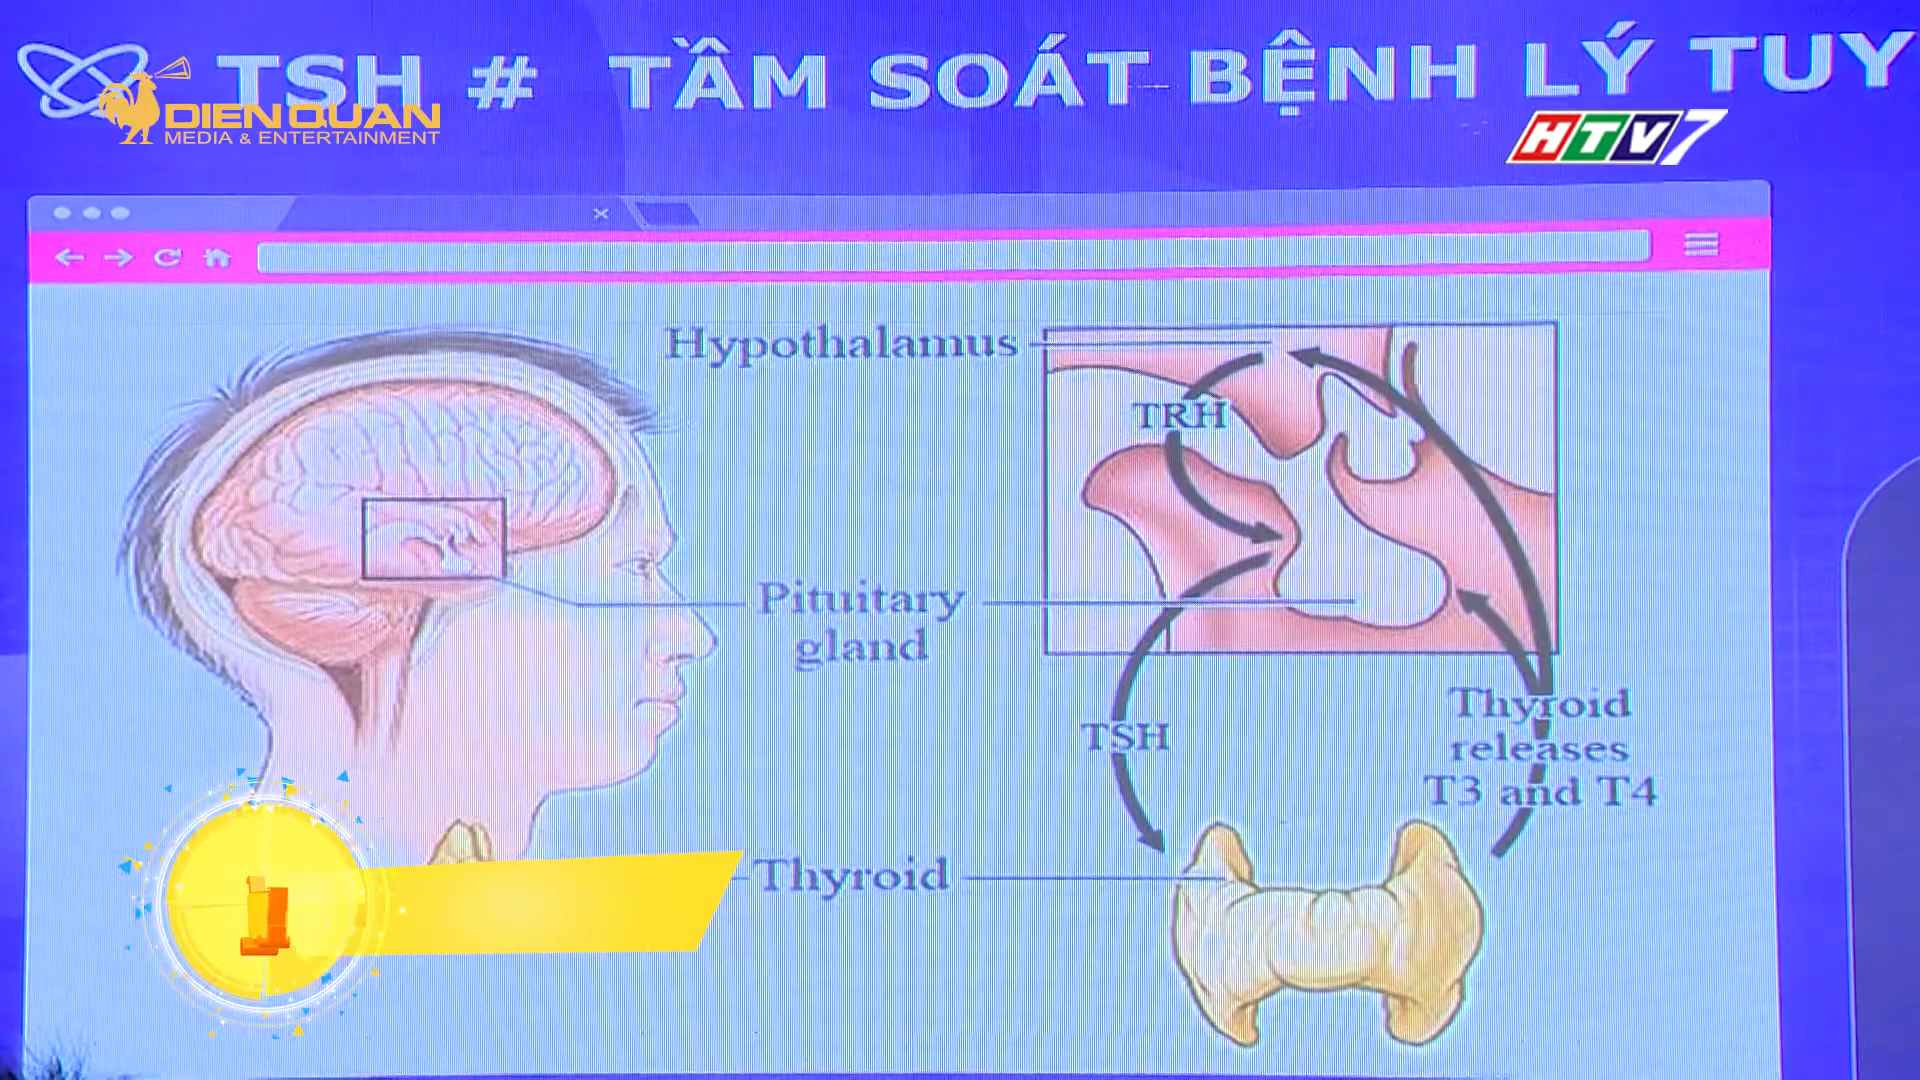 TSH # TẦM SOÁT BỆNH LÝ TUY
DIEN QUAN
MEDIA & ENTERTAINMENT
HTV7
Hypothalamus
TRH
Pituitary
gland
TSH
Thyroid
releases
T3 and T4
Thyroid
1